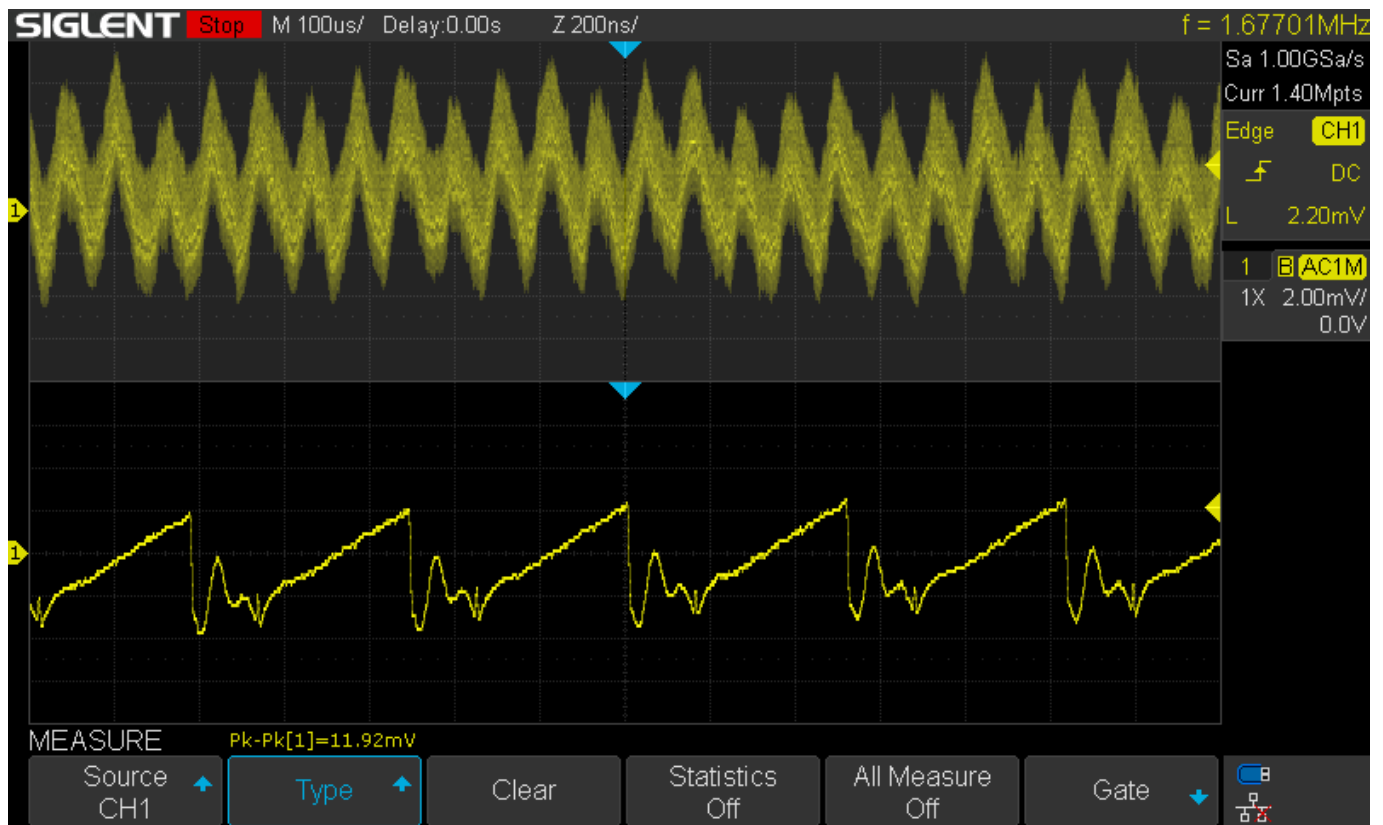 SIGLENT Stop M 100us/ Delay:0.00s Z 200ns/ f = 1.67701MHz
Sa 1.00GSa/s
Curr 1.40Mpts
Edge CH1
DC
L 2.20mV
1
1 B AC1M
1X 2.00mV/
0.0V
1
MEASURE Pk-Pk[1]=11.92mV
Source
CH1
Type
Clear
Statistics
Off
All Measure
Off
Gate